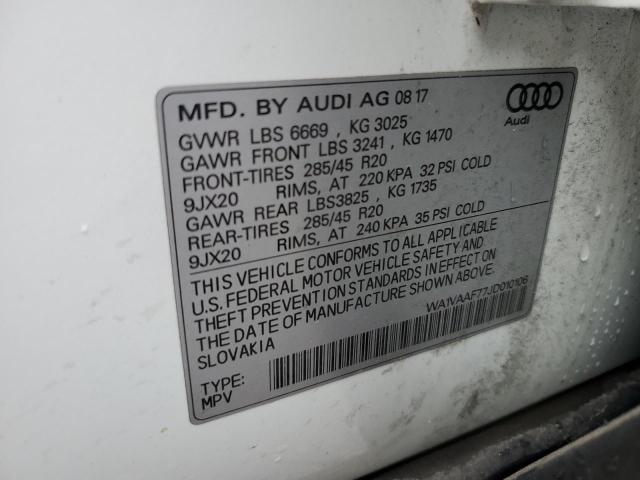 MFD. BY AUDI AG 08 17
Audi
GVWR LBS 6669 , KG 3025
GAWR FRONT LBS 3241 , KG 1470
FRONT-TIRES 285/45 R20
9JX20 RIMS, AT 220 KPA 32 PSI COLD
GAWR REAR LBS3825 , KG 1735
REAR-TIRES 285/45 R20
9JX20 RIMS, AT 240 KPA 35 PSI COLD
THIS VEHICLE CONFORMS TO ALL APPLICABLE
U.S. FEDERAL MOTOR VEHICLE SAFETY AND
THEFT PREVENTION STANDARDS IN EFFECT ON
THE DATE OF MANUFACTURE SHOWN ABOVE.
SLOVAKIA
WA1VAAF77JD010106
TYPE:
MPV